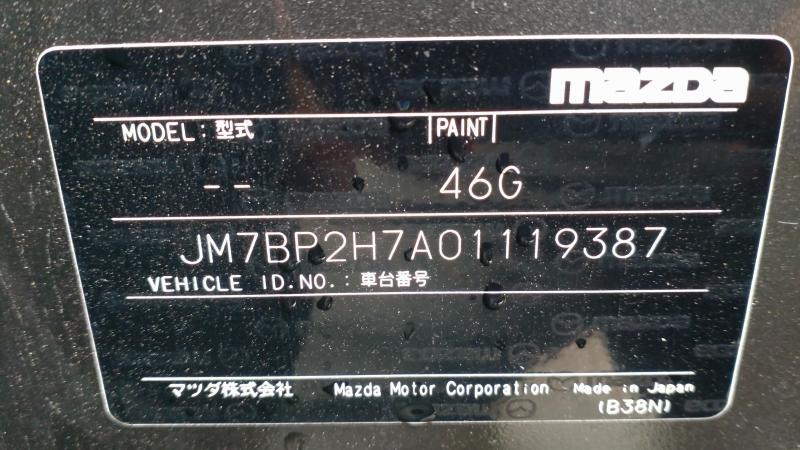 mazda
MODEL: 型式 PAINT
-- 46G
JM7BP2H7A01119387
VEHICLE ID.NO.: 車台番号
マツダ株式会社 Mazda Motor Corporation Made in Japan
(B38N)